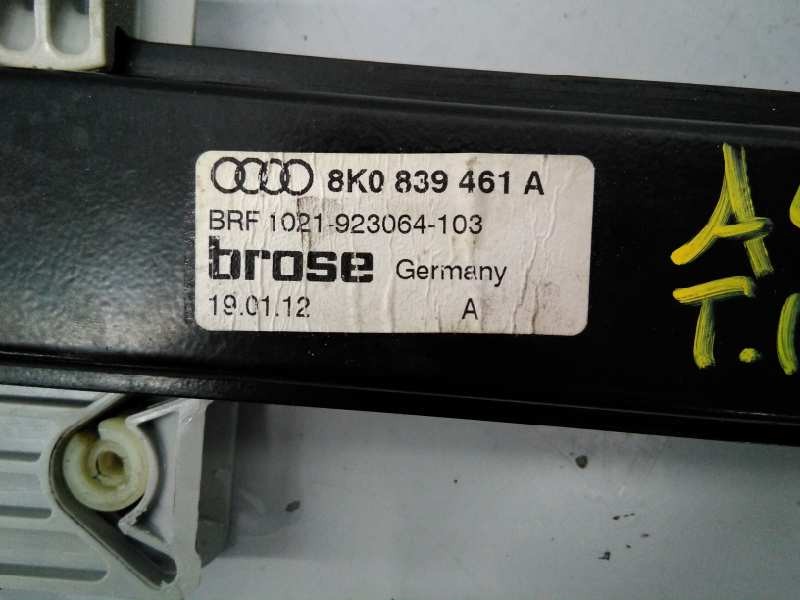 8K0 839 461 A
BRF 1021-923064-103
brose Germany
19.01.12 A
A
T.